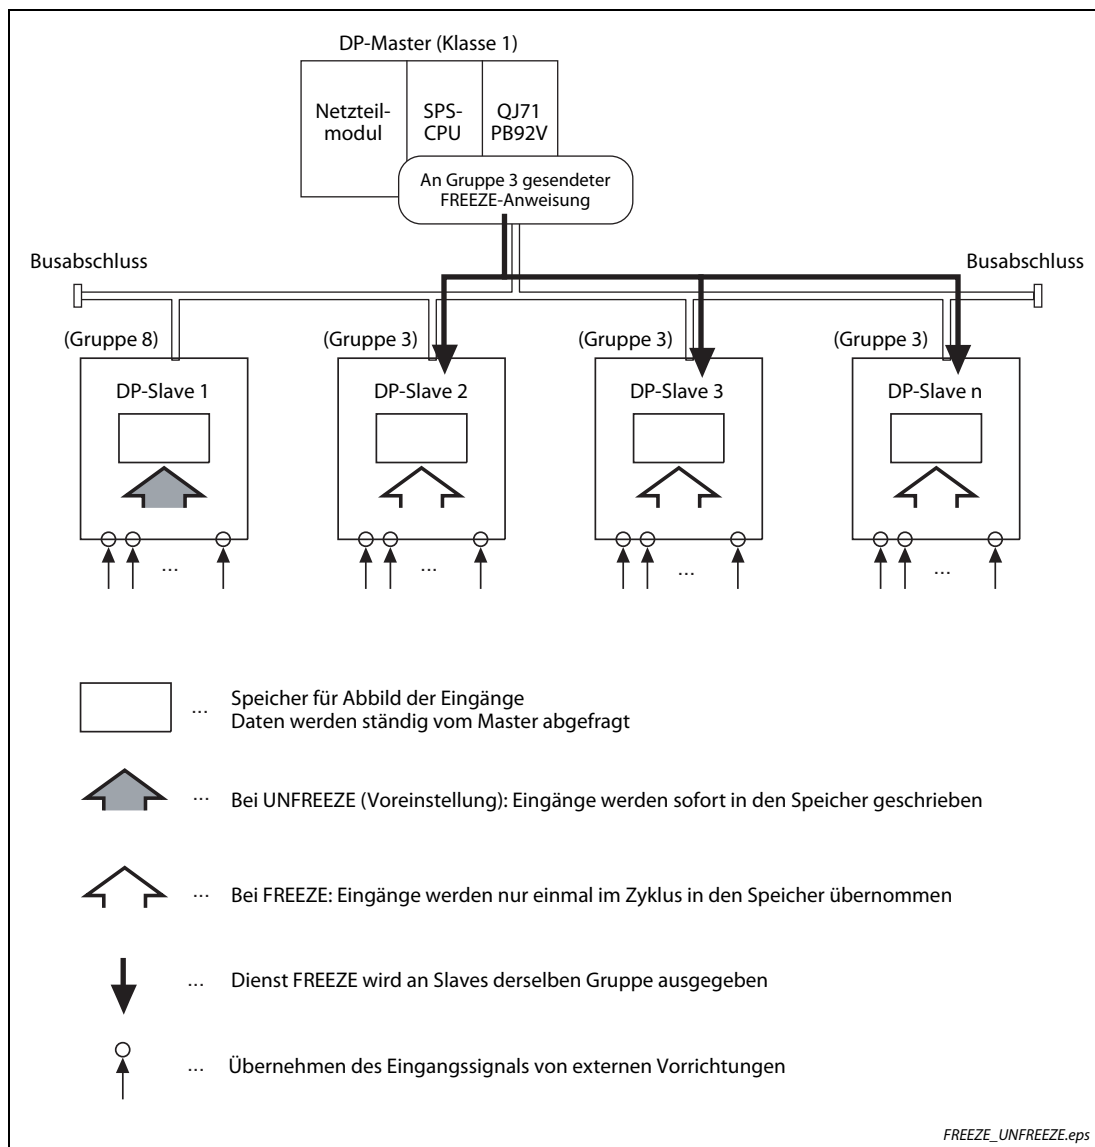 DP-Master (Klasse 1)
Netzteil-
modul
SPS-
CPU
QJ71
PB92V
An Gruppe 3 gesendeter
FREEZE-Anweisung
Busabschluss
Busabschluss
(Gruppe 8)
(Gruppe 3)
(Gruppe 3)
(Gruppe 3)
DP-Slave 1
DP-Slave 2
DP-Slave 3
DP-Slave n
...
...
...
...
... Speicher für Abbild der Eingänge
Daten werden ständig vom Master abgefragt
... Bei UNFREEZE (Voreinstellung): Eingänge werden sofort in den Speicher geschrieben
... Bei FREEZE: Eingänge werden nur einmal im Zyklus in den Speicher übernommen
... Dienst FREEZE wird an Slaves derselben Gruppe ausgegeben
... Übernehmen des Eingangssignals von externen Vorrichtungen
FREEZE_UNFREEZE.eps